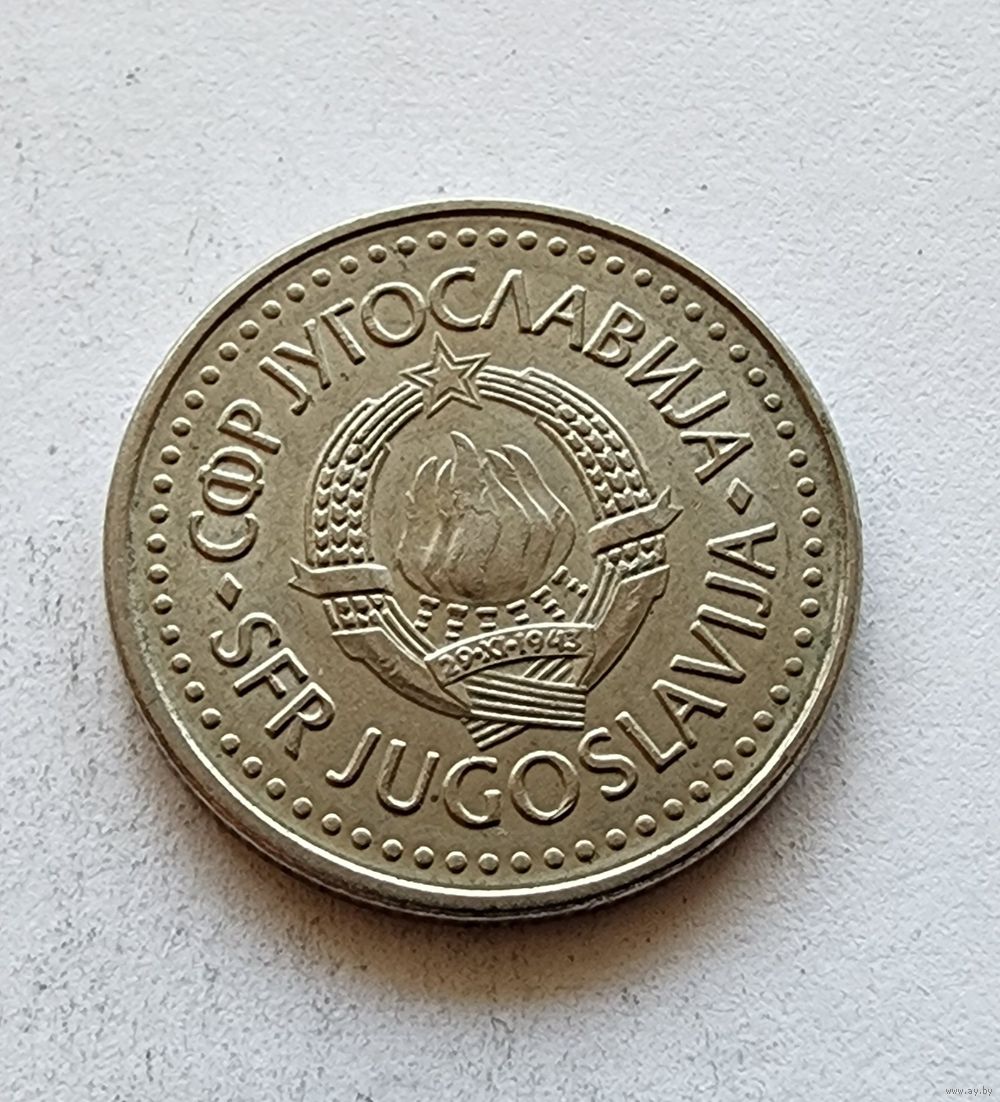 СФР ЈУГОСЛАВИЈА
SFR JUGOSLAVIJA
29·XI·1943
www.ay.by